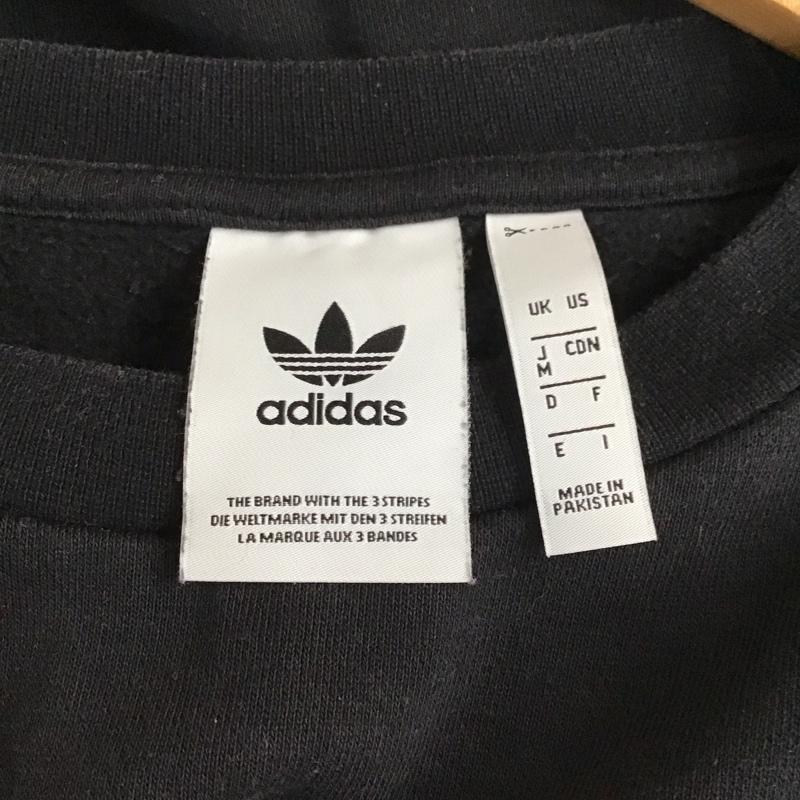 adidas
THE BRAND WITH THE 3 STRIPES
DIE WELTMARKE MIT DEN 3 STREIFEN
LA MARQUE AUX 3 BANDES
UK US
J CDN
M
D F
E I
MADE IN
PAKISTAN